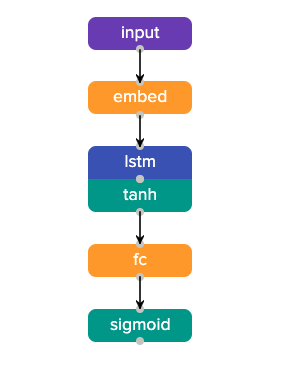 input
embed
lstm
tanh
fc
sigmoid